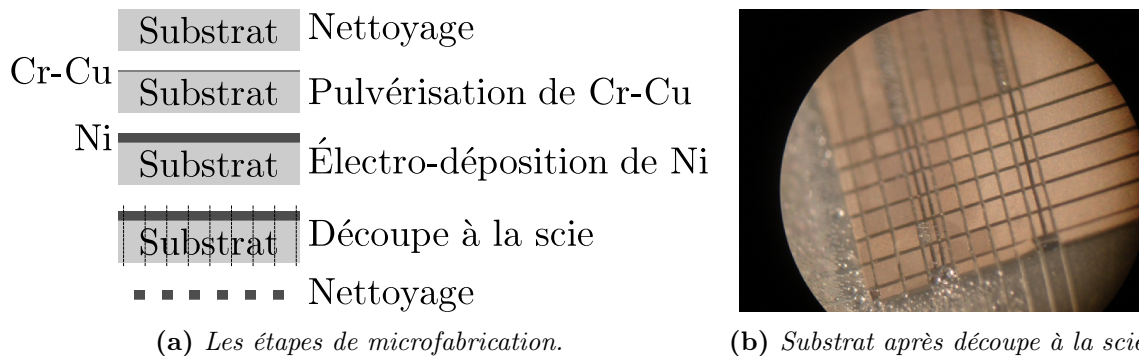 Substrat Nettoyage
Cr-Cu
Substrat Pulvérisation de Cr-Cu
Ni
Substrat Électro-déposition de Ni
Substrat Découpe à la scie
Nettoyage
(a) Les étapes de microfabrication.
(b) Substrat après découpe à la scie